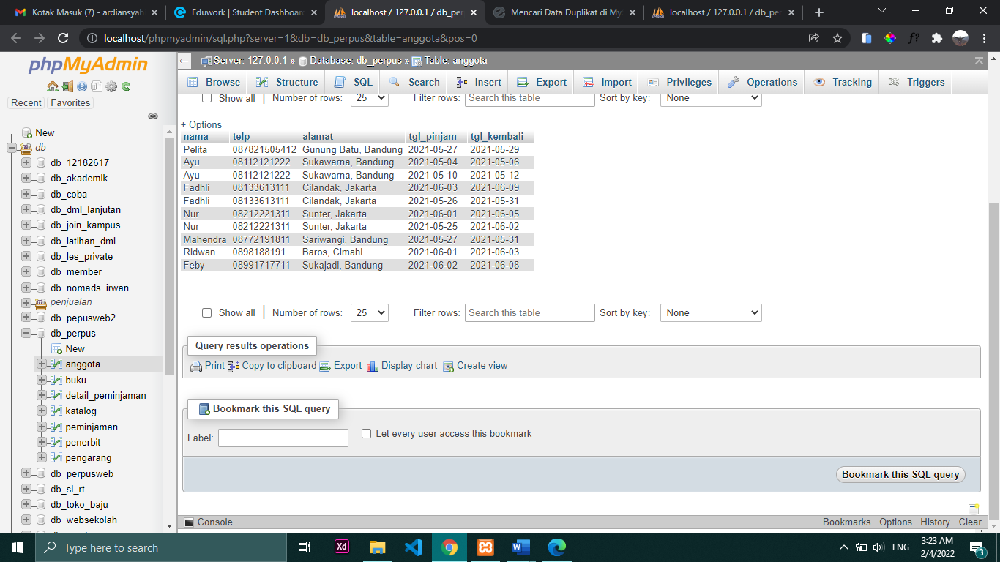 Kotak Masuk (7) - ardiansyah
Eduwork | Student Dashboar
localhost / 127.0.0.1 / db_per
Mencari Data Duplikat di My
localhost / 127.0.0.1 / db_pe
localhost/phpmyadmin/sql.php?server=1&db=db_perpus&table=anggota&pos=0
phpMyAdmin
Recent Favorites
New
db
db_12182617
db_akademik
db_coba
db_dml_lanjutan
db_join_kampus
db_latihan_dml
db_les_private
db_member
db_nomads_irwan
penjualan
db_pepusweb2
db_perpus
New
anggota
buku
detail_peminjaman
katalog
peminjaman
penerbit
pengarang
db_perpusweb
db_si_rt
db_toko_baju
db_websekolah
Server: 127.0.0.1 » Database: db_perpus » Table: anggota
Browse Structure SQL Search Insert Export Import Privileges Operations Tracking Triggers
Show all | Number of rows: 25 Filter rows: Search this table Sort by key: None
+ Options
nama telp alamat tgl_pinjam tgl_kembali
Pelita 087821505412 Gunung Batu, Bandung 2021-05-27 2021-05-29
Ayu 08112121222 Sukawarna, Bandung 2021-05-04 2021-05-06
Ayu 08112121222 Sukawarna, Bandung 2021-05-10 2021-05-12
Fadhli 08133613111 Cilandak, Jakarta 2021-06-03 2021-06-09
Fadhli 08133613111 Cilandak, Jakarta 2021-05-26 2021-05-31
Nur 08212221311 Sunter, Jakarta 2021-06-01 2021-06-05
Nur 08212221311 Sunter, Jakarta 2021-05-25 2021-06-02
Mahendra 08772191811 Sariwangi, Bandung 2021-05-27 2021-05-31
Ridwan 0898188191 Baros, Cimahi 2021-06-01 2021-06-03
Feby 08991717711 Sukajadi, Bandung 2021-06-02 2021-06-08
Show all | Number of rows: 25 Filter rows: Search this table Sort by key: None
Query results operations
Print Copy to clipboard Export Display chart Create view
Bookmark this SQL query
Label: Let every user access this bookmark
Bookmark this SQL query
Console Bookmarks Options History Clear
Type here to search
Xd
ENG
3:23 AM
2/4/2022
3